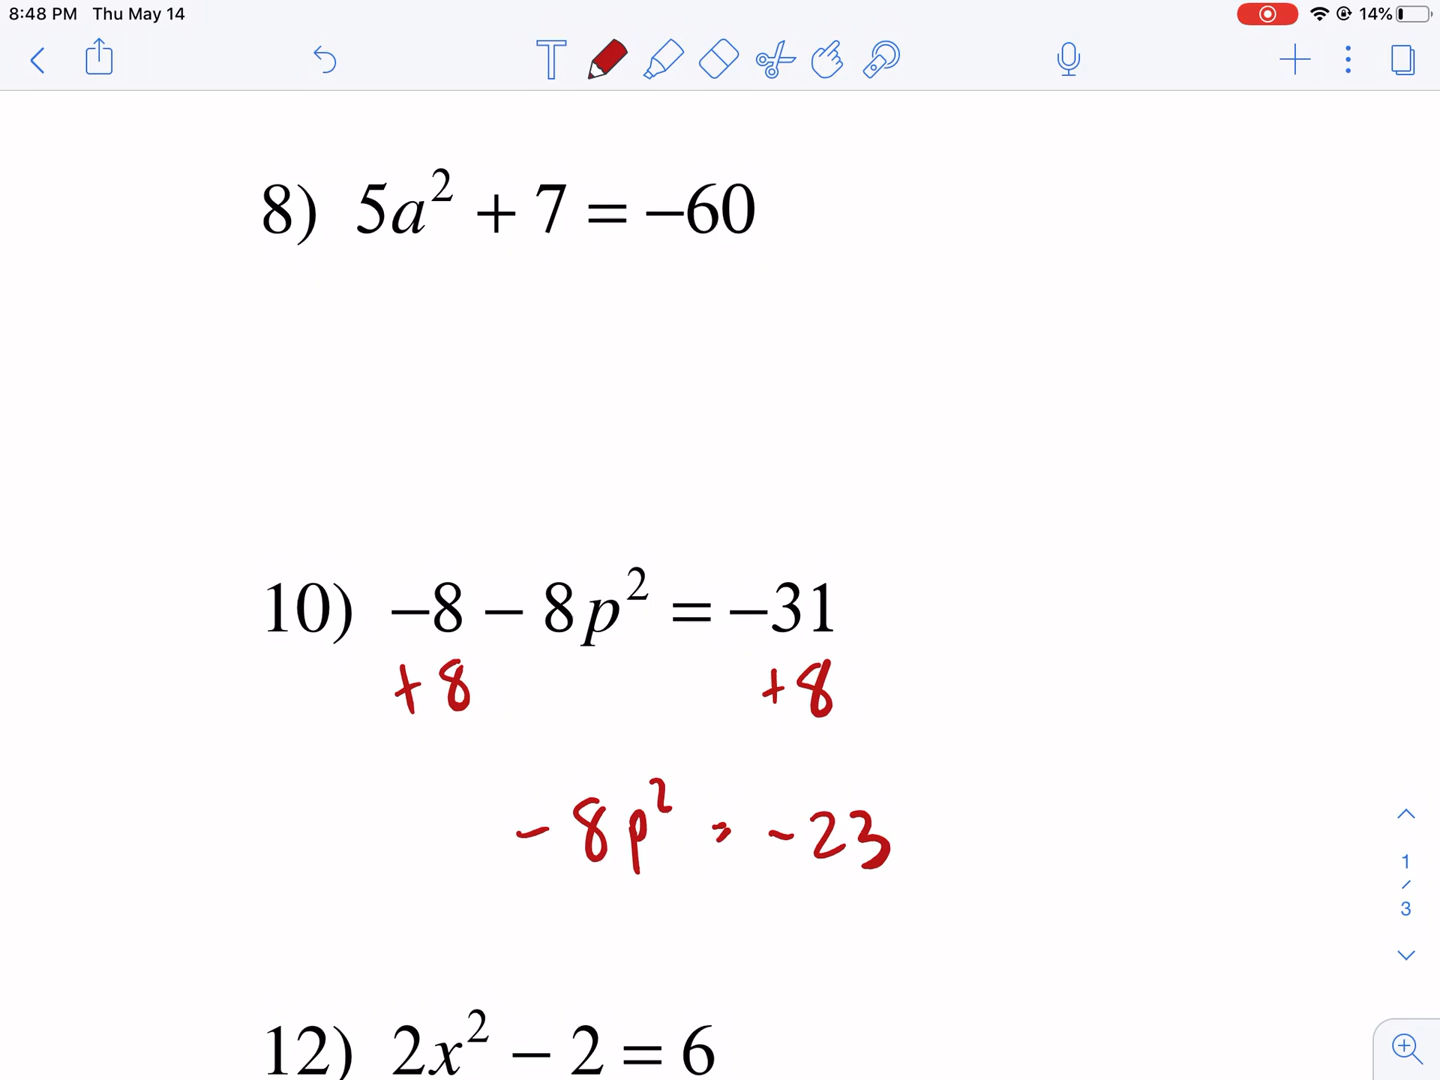 8:48 PM Thu May 14 14%
T
8) 5a² + 7 = −60
10) −8 − 8p² = −31
+8 +8
- 8p² = - 23
1
/
3
12) 2x² − 2 = 6